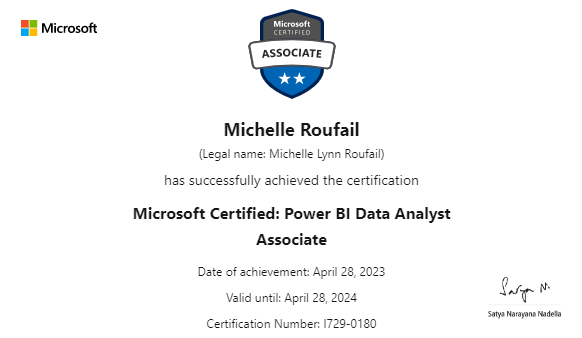 Microsoft
Microsoft
CERTIFIED
ASSOCIATE
Michelle Roufail
(Legal name: Michelle Lynn Roufail)
has successfully achieved the certification
Microsoft Certified: Power BI Data Analyst
Associate
Date of achievement: April 28, 2023
Valid until: April 28, 2024
Certification Number: I729-0180
Satya N.
Satya Narayana Nadella